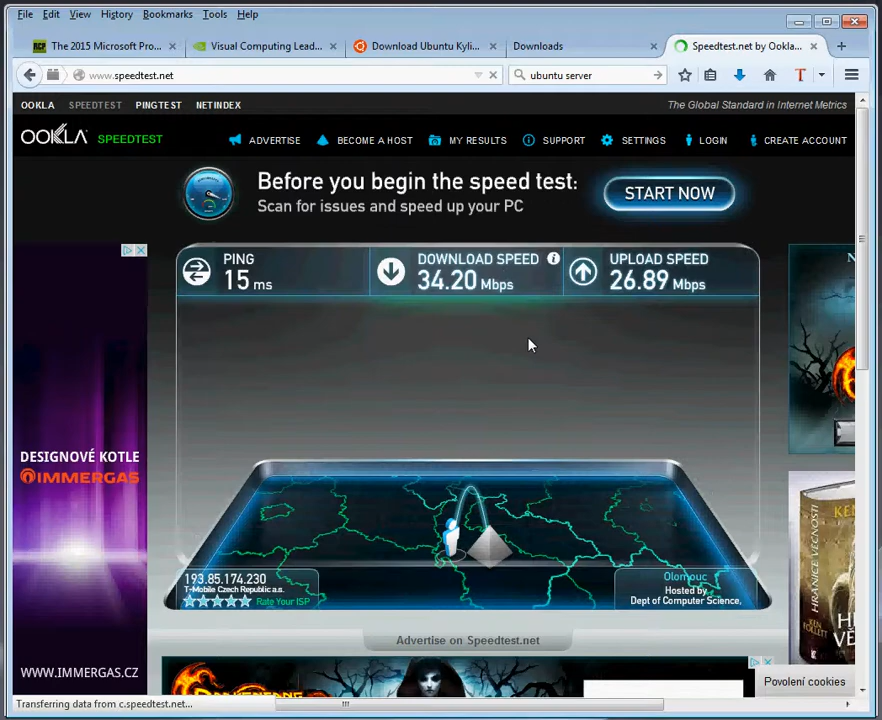 File Edit View History Bookmarks Tools Help
The 2015 Microsoft Pro...
Visual Computing Lead...
Download Ubuntu Kyli...
Downloads
Speedtest.net by Ookla...
www.speedtest.net
ubuntu server
OOKLA SPEEDTEST PINGTEST NETINDEX
The Global Standard in Internet Metrics
OOKLA SPEEDTEST
ADVERTISE BECOME A HOST MY RESULTS SUPPORT SETTINGS LOGIN CREATE ACCOUNT
Before you begin the speed test:
Scan for issues and speed up your PC
START NOW
PING
15 ms
DOWNLOAD SPEED
34.20 Mbps
UPLOAD SPEED
26.89 Mbps
DESIGNOVÉ KOTLE
IMMERGAS
WWW.IMMERGAS.CZ
193.85.174.230
T-Mobile Czech Republic a.s.
Rate Your ISP
Olomouc
Hosted by
Dept of Computer Science,
Advertise on Speedtest.net
HRANICE VĚČNOSTI
KEN FOLLETT
Povolení cookies
Transferring data from c.speedtest.net...